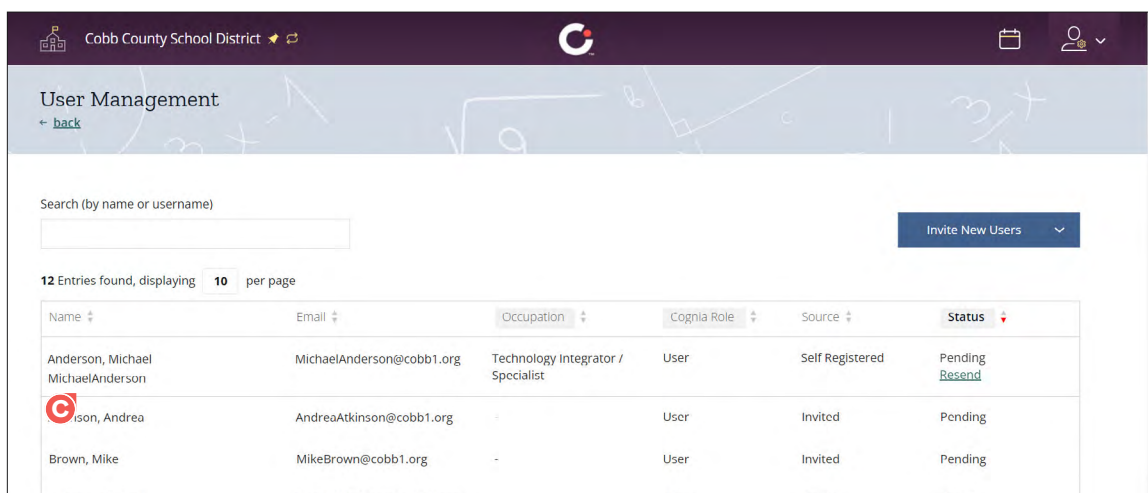 Cobb County School District
User Management
← back
Search (by name or username)
Invite New Users
12 Entries found, displaying 10 per page
Name Email Occupation Cognia Role Source Status
Anderson, Michael MichaelAnderson@cobb1.org Technology Integrator / User Self Registered Pending
MichaelAnderson Specialist Resend
C son, Andrea AndreaAtkinson@cobb1.org - User Invited Pending
Brown, Mike MikeBrown@cobb1.org - User Invited Pending